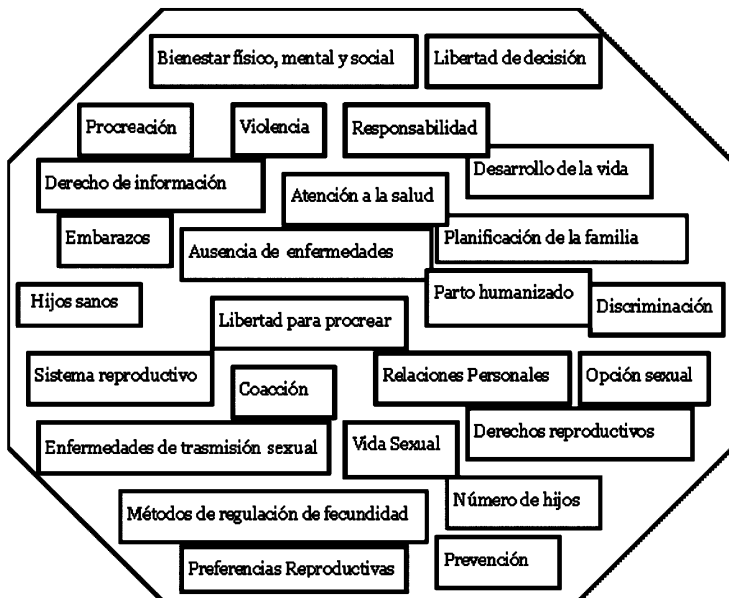 Bienestar físico, mental y social
Libertad de decisión
Procreación
Violencia
Responsabilidad
Desarrollo de la vida
Derecho de información
Atención a la salud
Embarazos
Ausencia de enfermedades
Planificación de la familia
Hijos sanos
Parto humanizado
Discriminación
Libertad para procrear
Sistema reproductivo
Coacción
Relaciones Personales
Opción sexual
Enfermedades de trasmisión sexual
Vida Sexual
Derechos reproductivos
Métodos de regulación de fecundidad
Número de hijos
Preferencias Reproductivas
Prevención